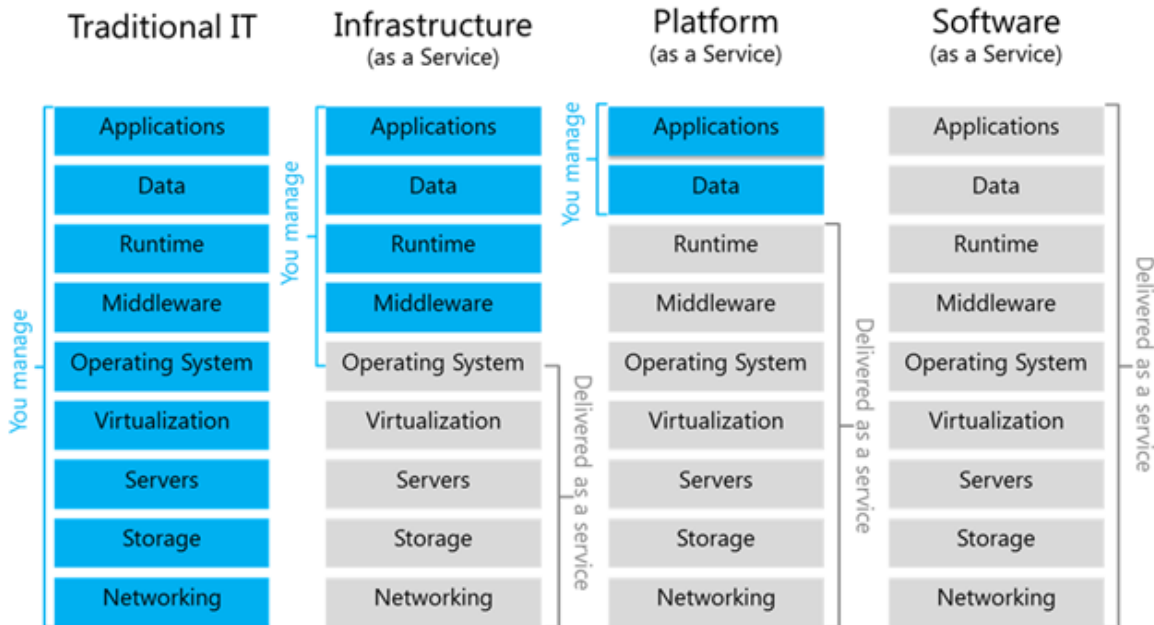 Traditional IT
Infrastructure
(as a Service)
Platform
(as a Service)
Software
(as a Service)
You manage
Applications
Data
Runtime
Middleware
Operating System
Virtualization
Servers
Storage
Networking
You manage
Applications
Data
Runtime
Middleware
Operating System
Virtualization
Servers
Storage
Networking
Delivered as a service
You manage
Applications
Data
Runtime
Middleware
Operating System
Virtualization
Servers
Storage
Networking
Delivered as a service
Applications
Data
Runtime
Middleware
Operating System
Virtualization
Servers
Storage
Networking
Delivered as a service